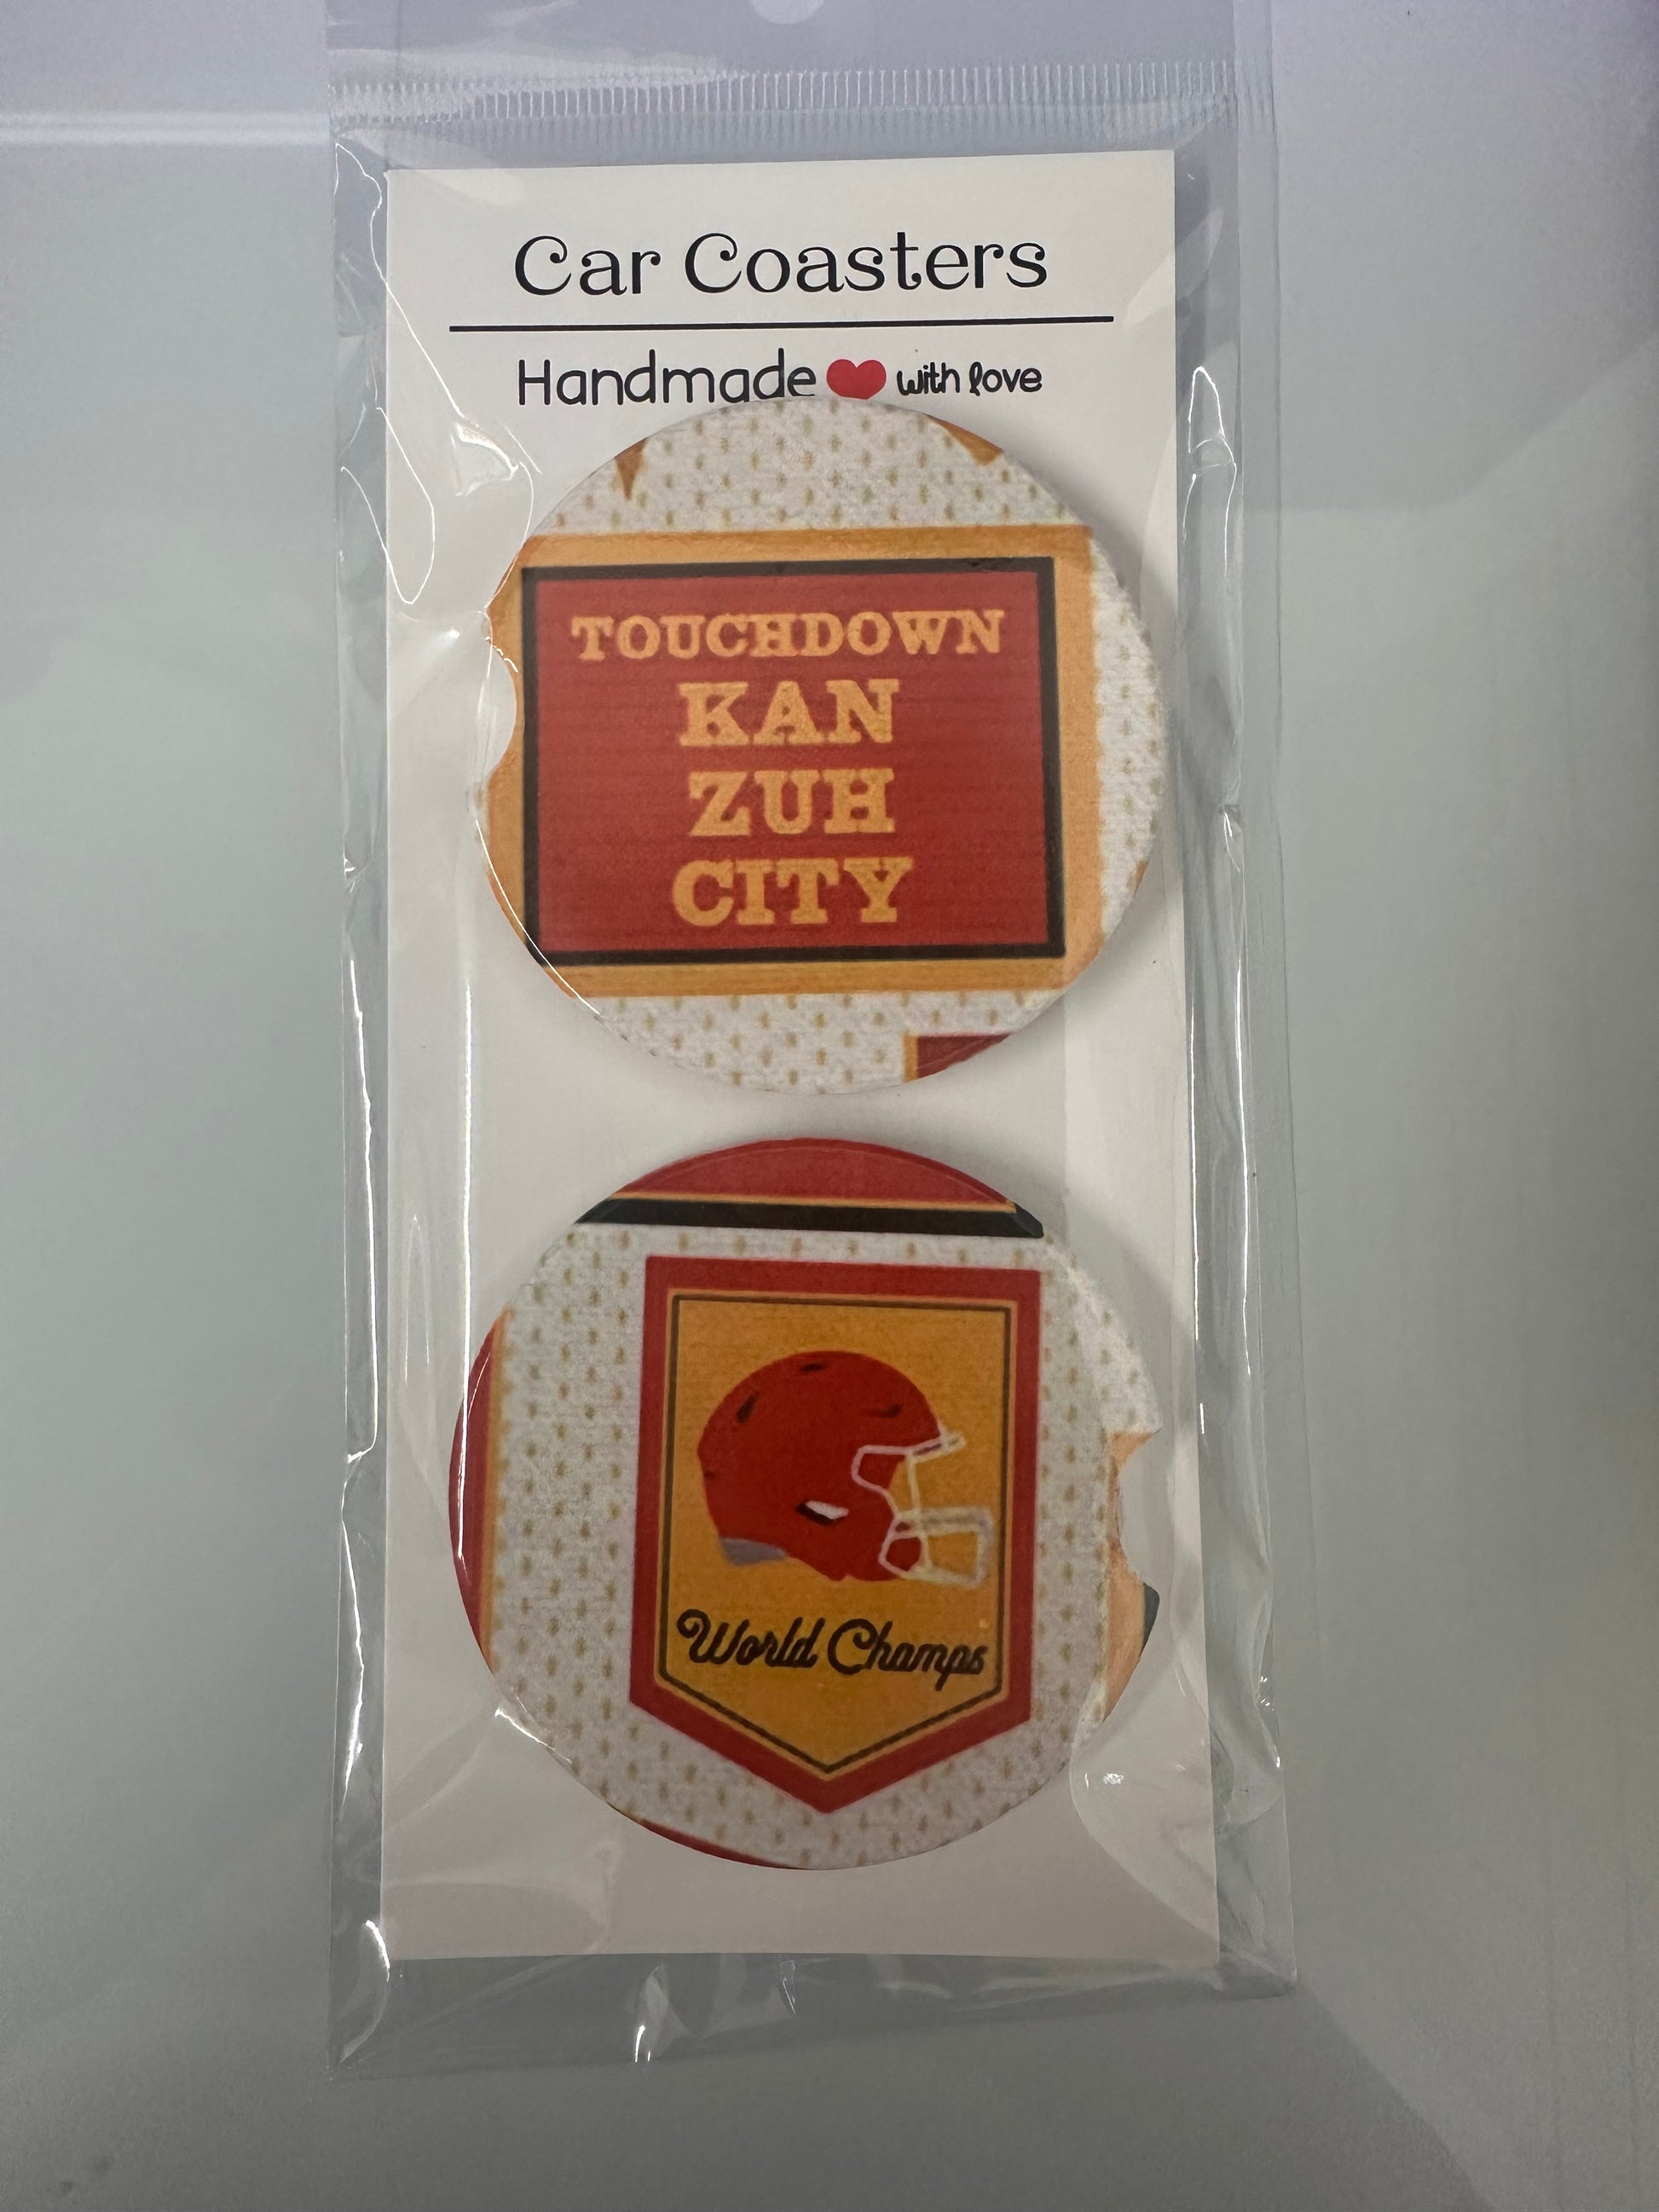 Car Coasters
Handmade with love
TOUCHDOWN
KAN
ZUH
CITY
World Champs